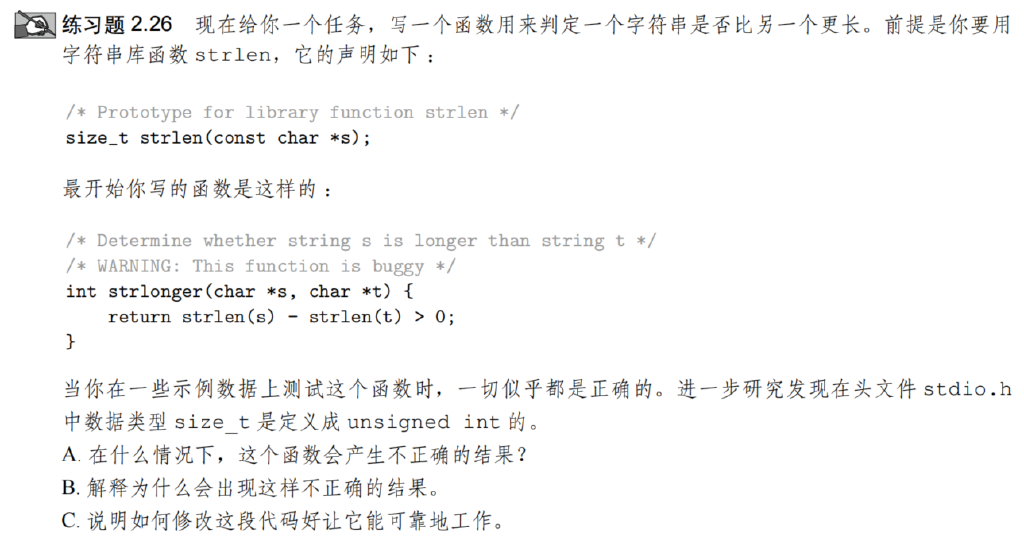 练习题 2.26 现在给你一个任务，写一个函数用来判定一个字符串是否比另一个更长。前提是你要用
字符串库函数 strlen，它的声明如下：
/* Prototype for library function strlen */
size_t strlen(const char *s);
最开始你写的函数是这样的：
/* Determine whether string s is longer than string t */
/* WARNING: This function is buggy */
int strlonger(char *s, char *t) {
    return strlen(s) - strlen(t) > 0;
}
当你在一些示例数据上测试这个函数时，一切似乎都是正确的。进一步研究发现在头文件 stdio.h
中数据类型 size_t 是定义成 unsigned int 的。
A. 在什么情况下，这个函数会产生不正确的结果？
B. 解释为什么会出现这样不正确的结果。
C. 说明如何修改这段代码好让它能可靠地工作。